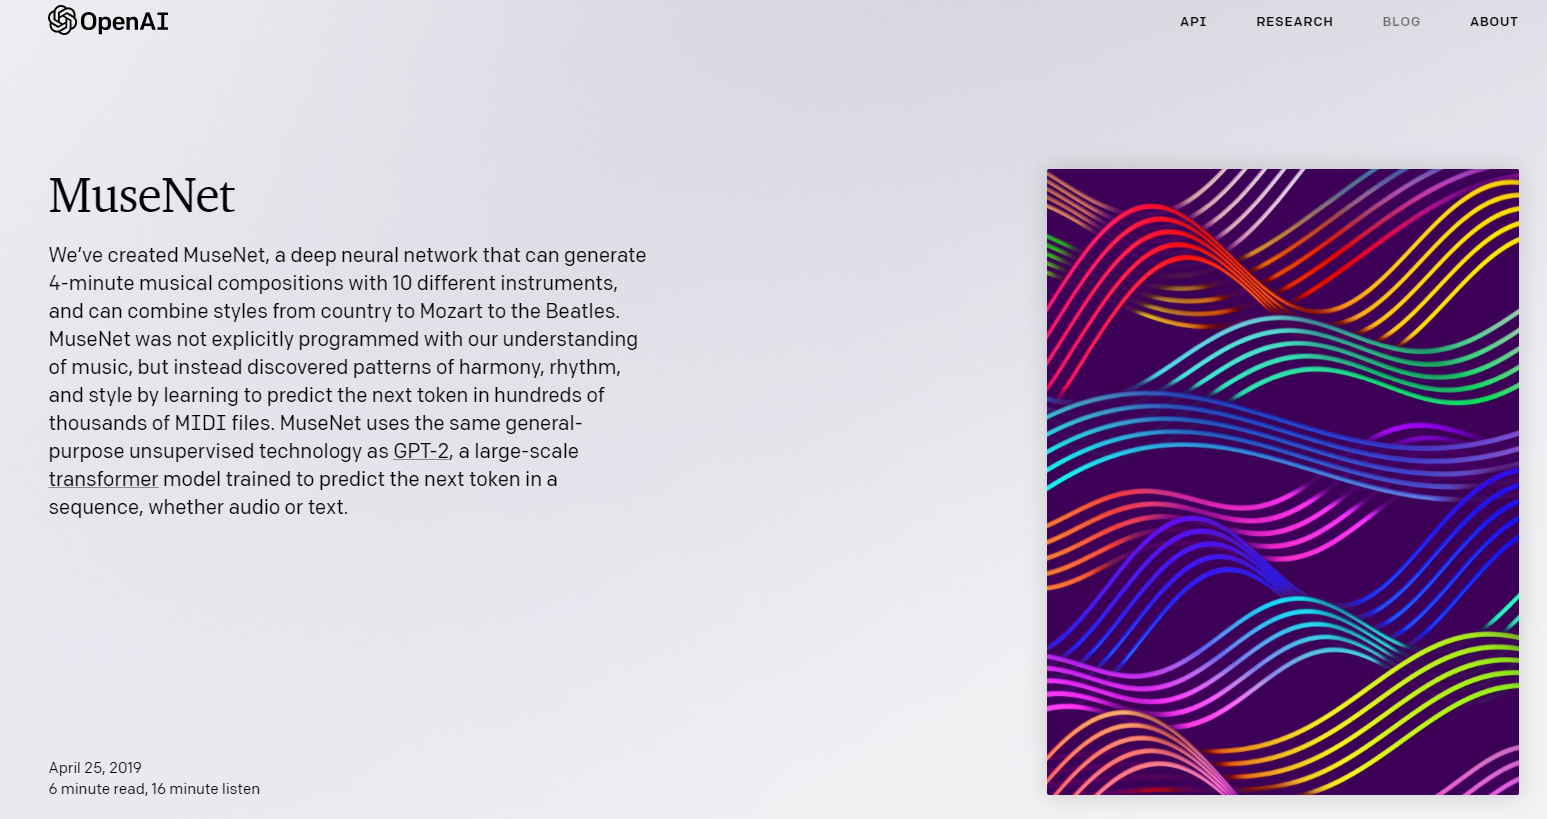 OpenAI
API RESEARCH BLOG ABOUT
MuseNet
We’ve created MuseNet, a deep neural network that can generate
4-minute musical compositions with 10 different instruments,
and can combine styles from country to Mozart to the Beatles.
MuseNet was not explicitly programmed with our understanding
of music, but instead discovered patterns of harmony, rhythm,
and style by learning to predict the next token in hundreds of
thousands of MIDI files. MuseNet uses the same general-
purpose unsupervised technology as GPT-2, a large-scale
transformer model trained to predict the next token in a
sequence, whether audio or text.
April 25, 2019
6 minute read, 16 minute listen